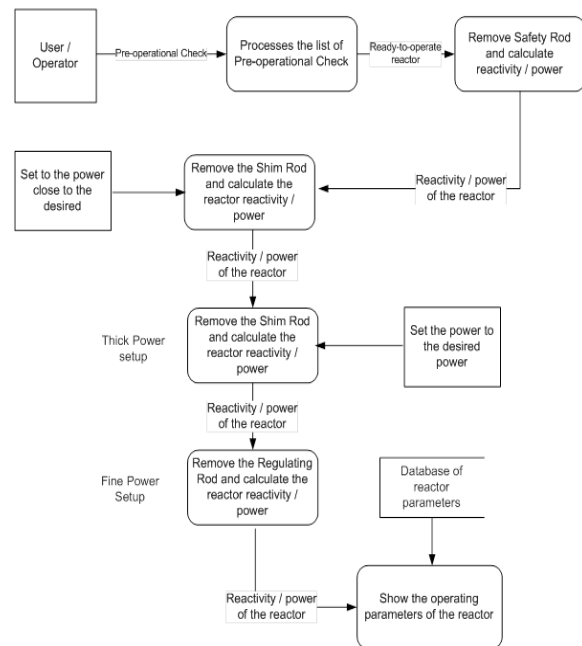 User /
Operator
Pre-operational Check
Processes the list of
Pre-operational Check
Ready-to-operate
reactor
Remove Safety Rod
and calculate
reactivity / power
Set to the power
close to the
desired
Remove the Shim Rod
and calculate the
reactor reactivity /
power
Reactivity / power
of the reactor
Reactivity / power
of the reactor
Thick Power
setup
Remove the Shim Rod
and calculate the
reactor reactivity /
power
Set the power to
the desired
power
Reactivity / power
of the reactor
Fine Power
Setup
Remove the Regulating
Rod and calculate the
reactor reactivity /
power
Database of
reactor
parameters
Reactivity / power
of the reactor
Show the operating
parameters of the reactor